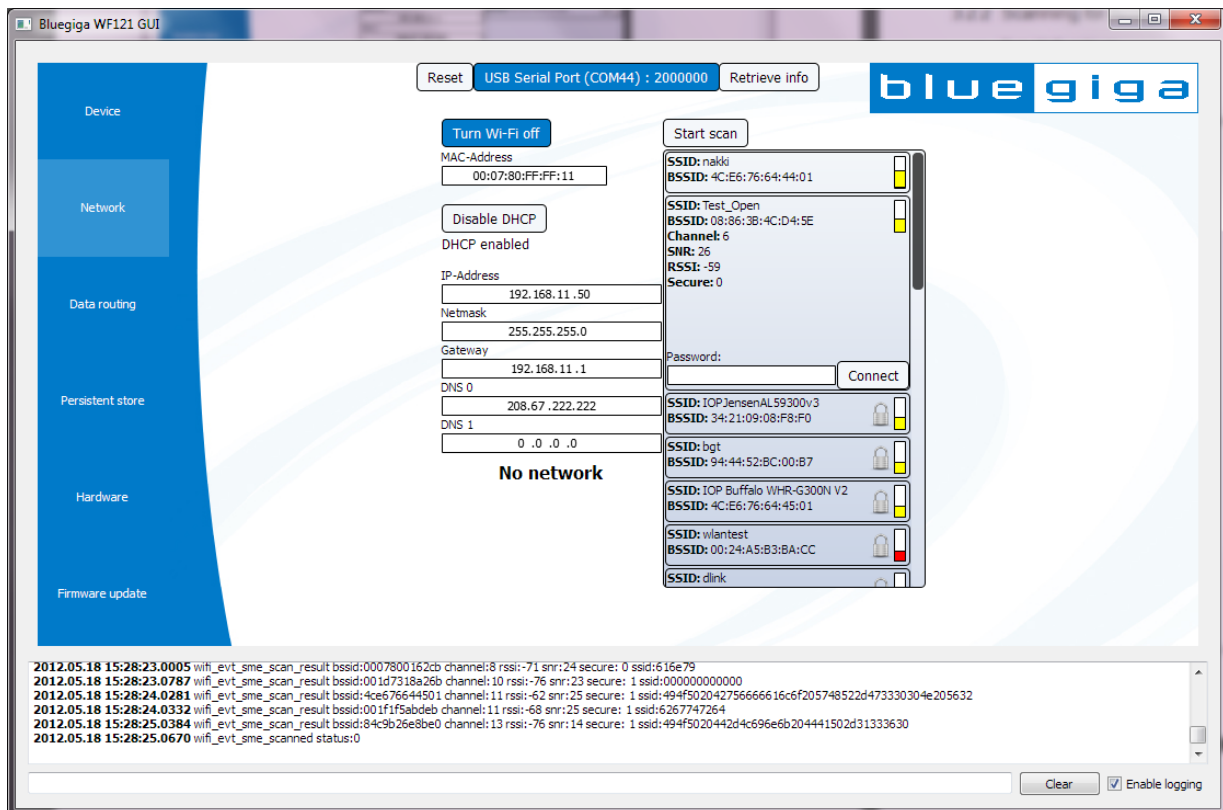 Bluegiga WF121 GUI
Reset
USB Serial Port (COM44) : 2000000
Retrieve info
bluegiga
Device
Network
Data routing
Persistent store
Hardware
Firmware update
Turn Wi-Fi off
MAC-Address
00:07:80:FF:FF:11
Disable DHCP
DHCP enabled
IP-Address
192.168.11.50
Netmask
255.255.255.0
Gateway
192.168.11.1
DNS 0
208.67.222.222
DNS 1
0.0.0.0
No network
Start scan
SSID: nakki
BSSID: 4C:E6:76:64:44:01
SSID: Test_Open
BSSID: 08:86:3B:4C:D4:5E
Channel: 6
SNR: 26
RSSI: -59
Secure: 0
Password:
Connect
SSID: IOPJensenAL59300v3
BSSID: 34:21:09:08:F8:F0
SSID: bgt
BSSID: 94:44:52:BC:00:B7
SSID: IOP Buffalo WHR-G300N V2
BSSID: 4C:E6:76:64:45:01
SSID: wlantest
BSSID: 00:24:A5:B3:BA:CC
SSID: dlink
2012.05.18 15:28:23.0005 wifi_evt_sme_scan_result bssid:0007800162cb channel:8 rssi:-71 snr:24 secure: 0 ssid:616e79
2012.05.18 15:28:23.0787 wifi_evt_sme_scan_result bssid:001d7318a26b channel:10 rssi:-76 snr:23 secure: 1 ssid:000000000000
2012.05.18 15:28:24.0281 wifi_evt_sme_scan_result bssid:4ce676644501 channel:11 rssi:-62 snr:25 secure: 1 ssid:494f502042756666616c6f205748522d473330304e205632
2012.05.18 15:28:24.0332 wifi_evt_sme_scan_result bssid:001f1f5abdeb channel:11 rssi:-68 snr:25 secure: 1 ssid:6267747264
2012.05.18 15:28:25.0384 wifi_evt_sme_scan_result bssid:84c9b26e8be0 channel:13 rssi:-76 snr:14 secure: 1 ssid:494f5020442d4c696e6b204441502d31333630
2012.05.18 15:28:25.0670 wifi_evt_sme_scanned status:0
Clear
Enable logging